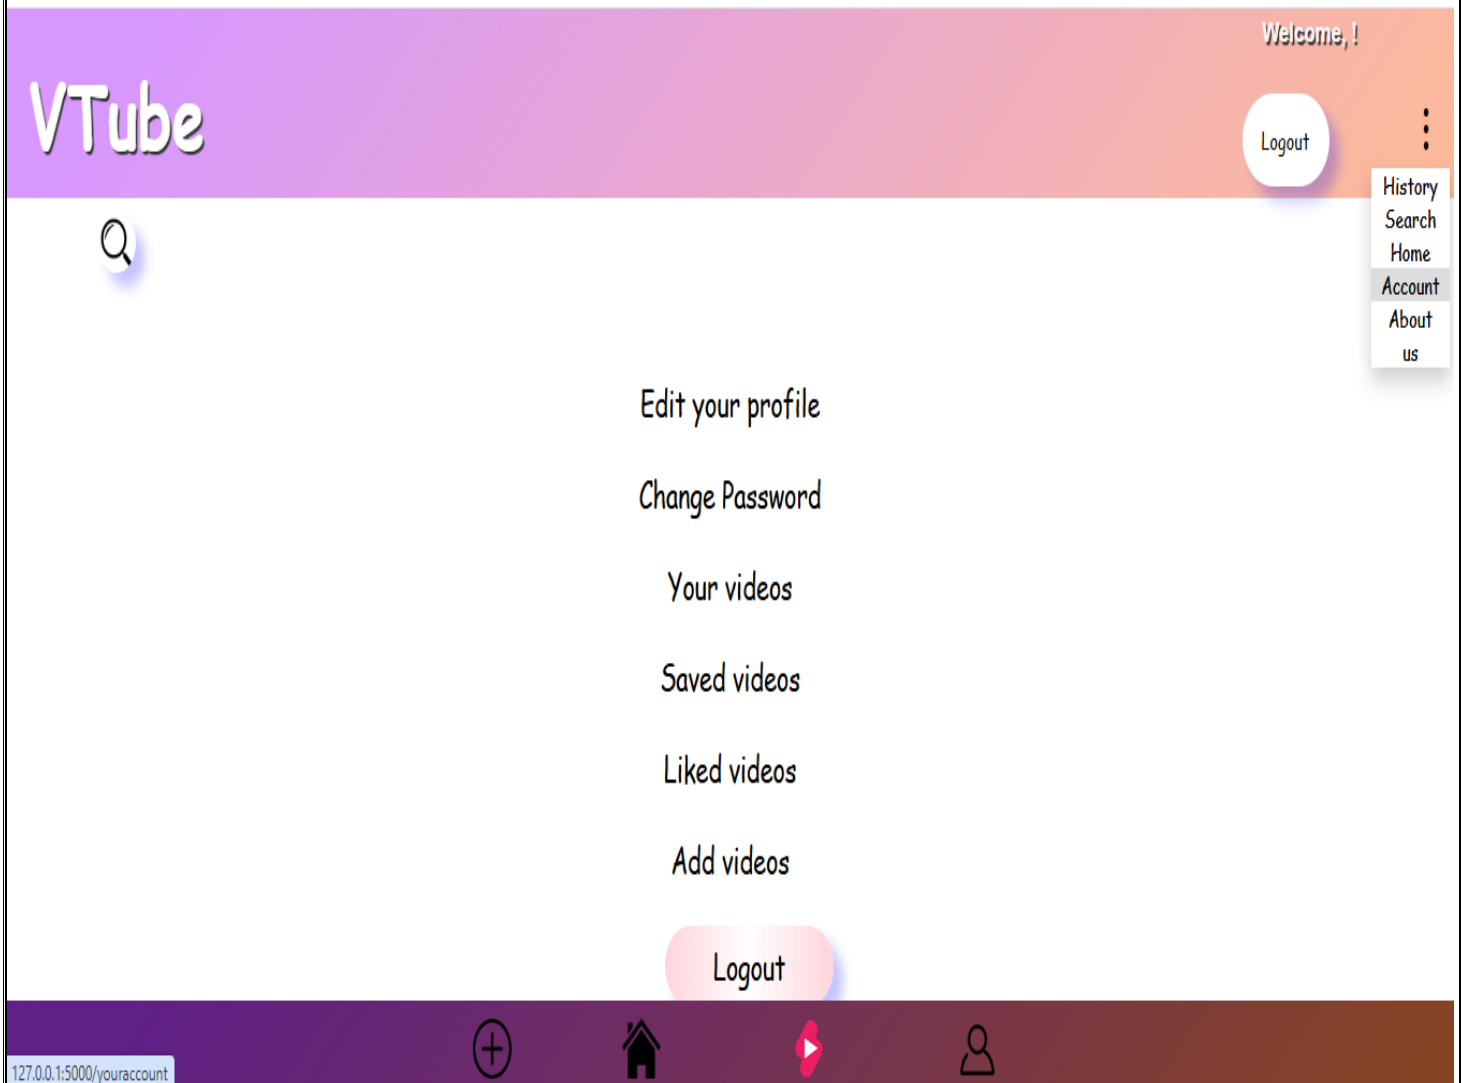 Welcome, !
VTube
Logout
History
Search
Home
Account
About
us
Edit your profile
Change Password
Your videos
Saved videos
Liked videos
Add videos
Logout
127.0.0.1:5000/youraccount